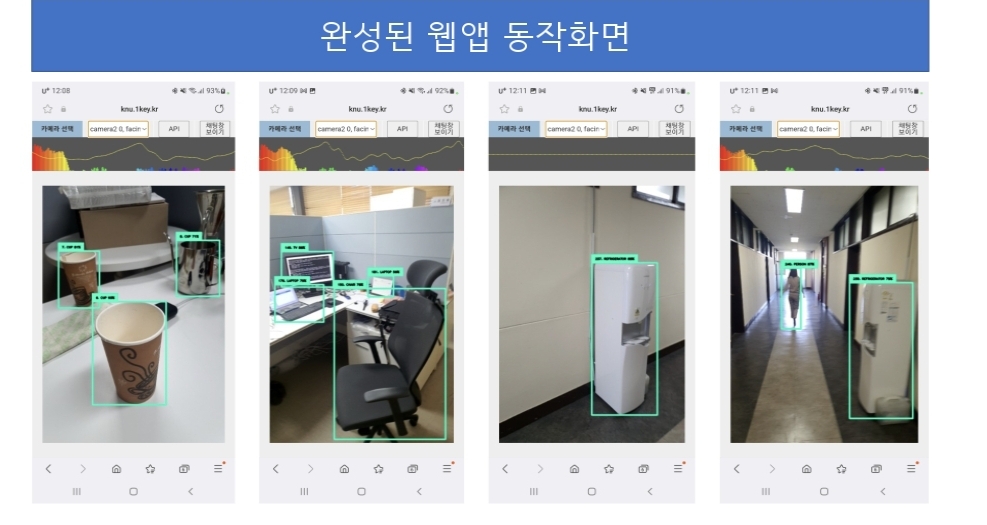 완성된 웹앱 동작화면
U⁺ 12:08 93%
knu.1key.kr
카메라 선택 camera2 0, facin API 채팅창 보이기
U⁺ 12:09 92%
knu.1key.kr
카메라 선택 camera2 0, facin API 채팅창 보이기
U⁺ 12:11 91%
knu.1key.kr
카메라 선택 camera2 0, facin API 채팅창 보이기
U⁺ 12:11 91%
knu.1key.kr
카메라 선택 camera2 0, facin API 채팅창 보이기